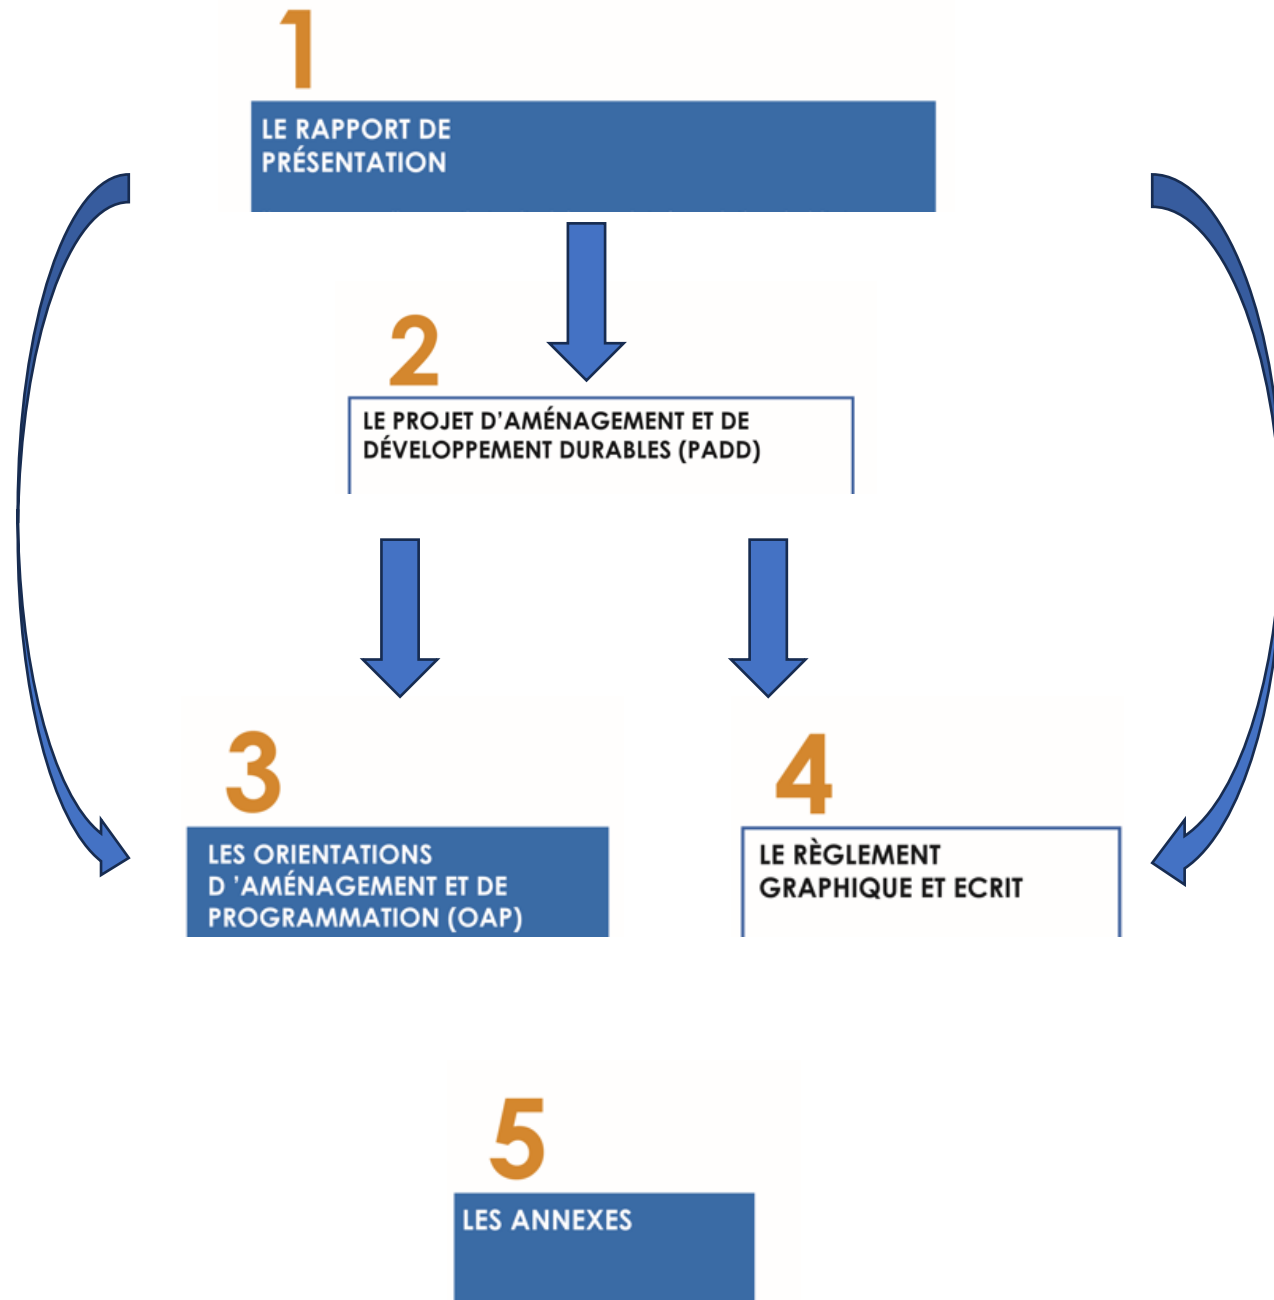 1
LE RAPPORT DE
PRÉSENTATION
2
LE PROJET D'AMÉNAGEMENT ET DE
DÉVELOPPEMENT DURABLES (PADD)
3
LES ORIENTATIONS
D 'AMÉNAGEMENT ET DE
PROGRAMMATION (OAP)
4
LE RÈGLEMENT
GRAPHIQUE ET ECRIT
5
LES ANNEXES